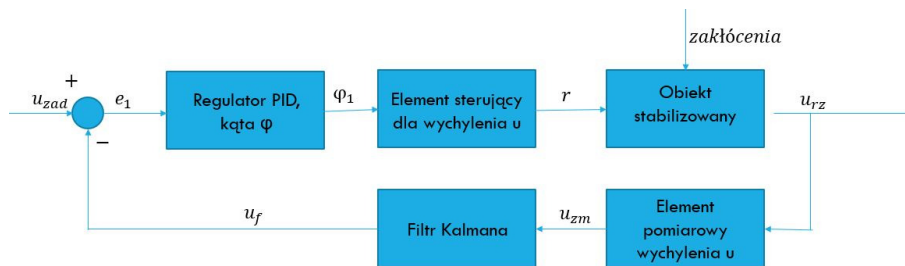 zakłócenia
+
u_zad
e_1
Regulator PID,
kąta φ
φ_1
Element sterujący
dla wychylenia u
r
Obiekt
stabilizowany
u_rz
−
u_f
Filtr Kalmana
u_zm
Element
pomiarowy
wychylenia u